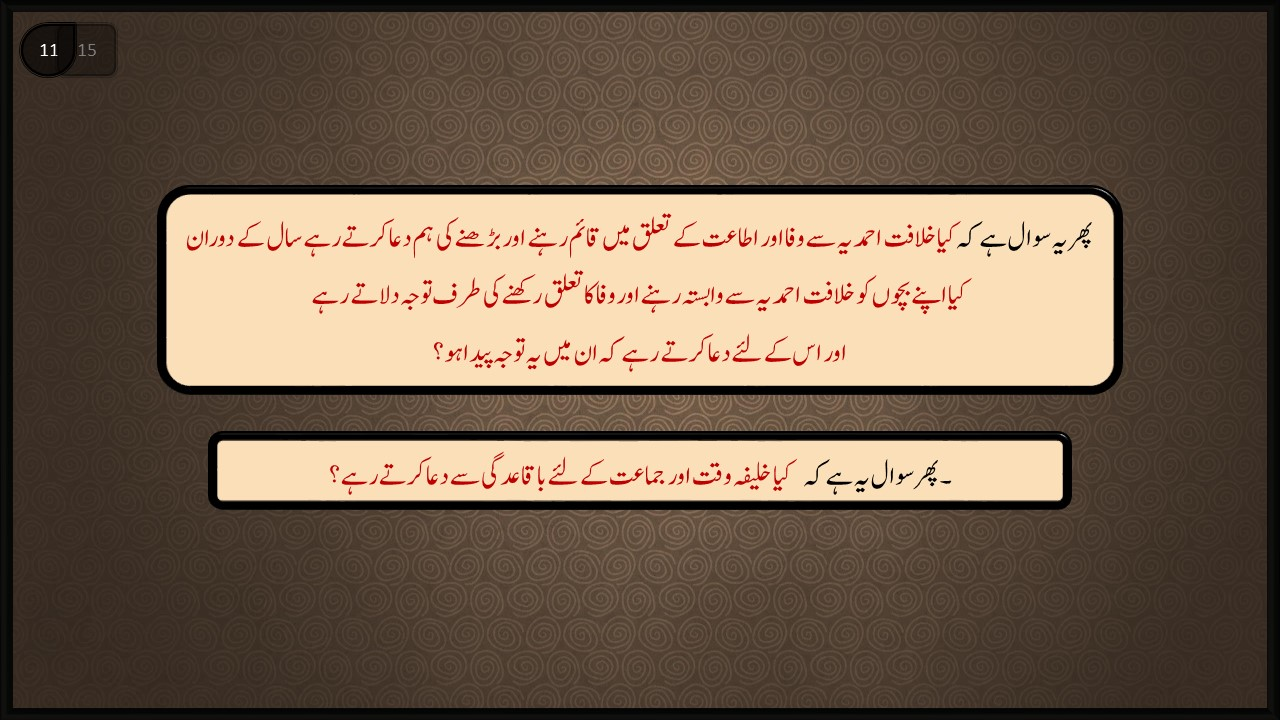 11 15
پھر یہ سوال ہے کہ کیا خلافت احمدیہ سے وفا اور اطاعت کے تعلق میں قائم رہنے اور بڑھنے کی ہم دعا کرتے رہے سال کے دوران
کیا اپنے بچوں کو خلافت احمدیہ سے وابستہ رہنے اور وفا کا تعلق رکھنے کی طرف توجہ دلاتے رہے
اور اس کے لئے دعا کرتے رہے کہ ان میں یہ توجہ پیدا ہو؟
۔پھر سوال یہ ہے کہ کیا خلیفہ وقت اور جماعت کے لئے باقاعدگی سے دعا کرتے رہے؟